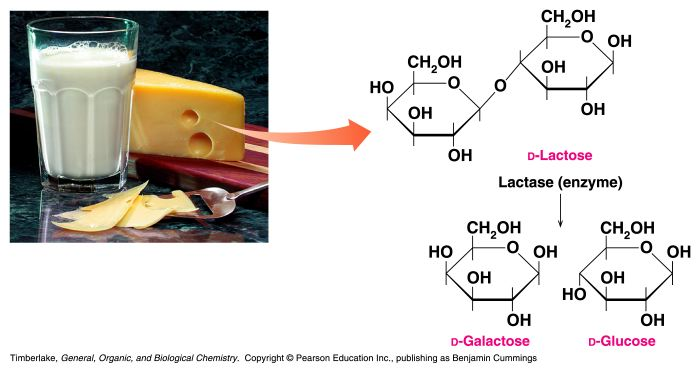 CH2OH
O
OH
OH
OH
CH2OH
HO
O
OH
OH
O
D-Lactose
Lactase (enzyme)
CH2OH
HO
O
OH
OH
OH
D-Galactose
CH2OH
O
OH
OH
HO
OH
D-Glucose
Timberlake, General, Organic, and Biological Chemistry. Copyright © Pearson Education Inc., publishing as Benjamin Cummings